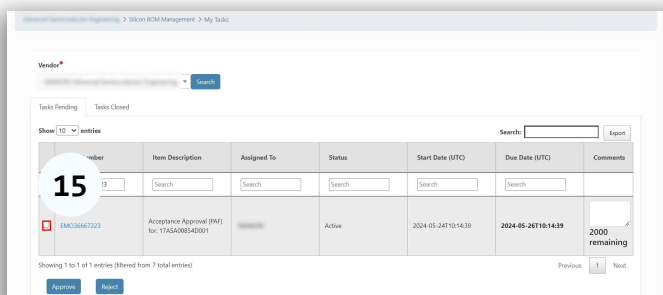 > Silicon BOM Management > My Tasks
Vendor*
Search
Tasks Pending Tasks Closed
Show 10 entries
Search: Export
mber Item Description Assigned To Status Start Date (UTC) Due Date (UTC) Comments
15
23 Search Search Search Search Search
EMO36667223 Acceptance Approval (PAF) for: 17ASA00854D001 Active 2024-05-24T10:14:39 2024-05-26T10:14:39
2000 remaining
Showing 1 to 1 of 1 entries (filtered from 7 total entries)
Previous 1 Next
Approve Reject